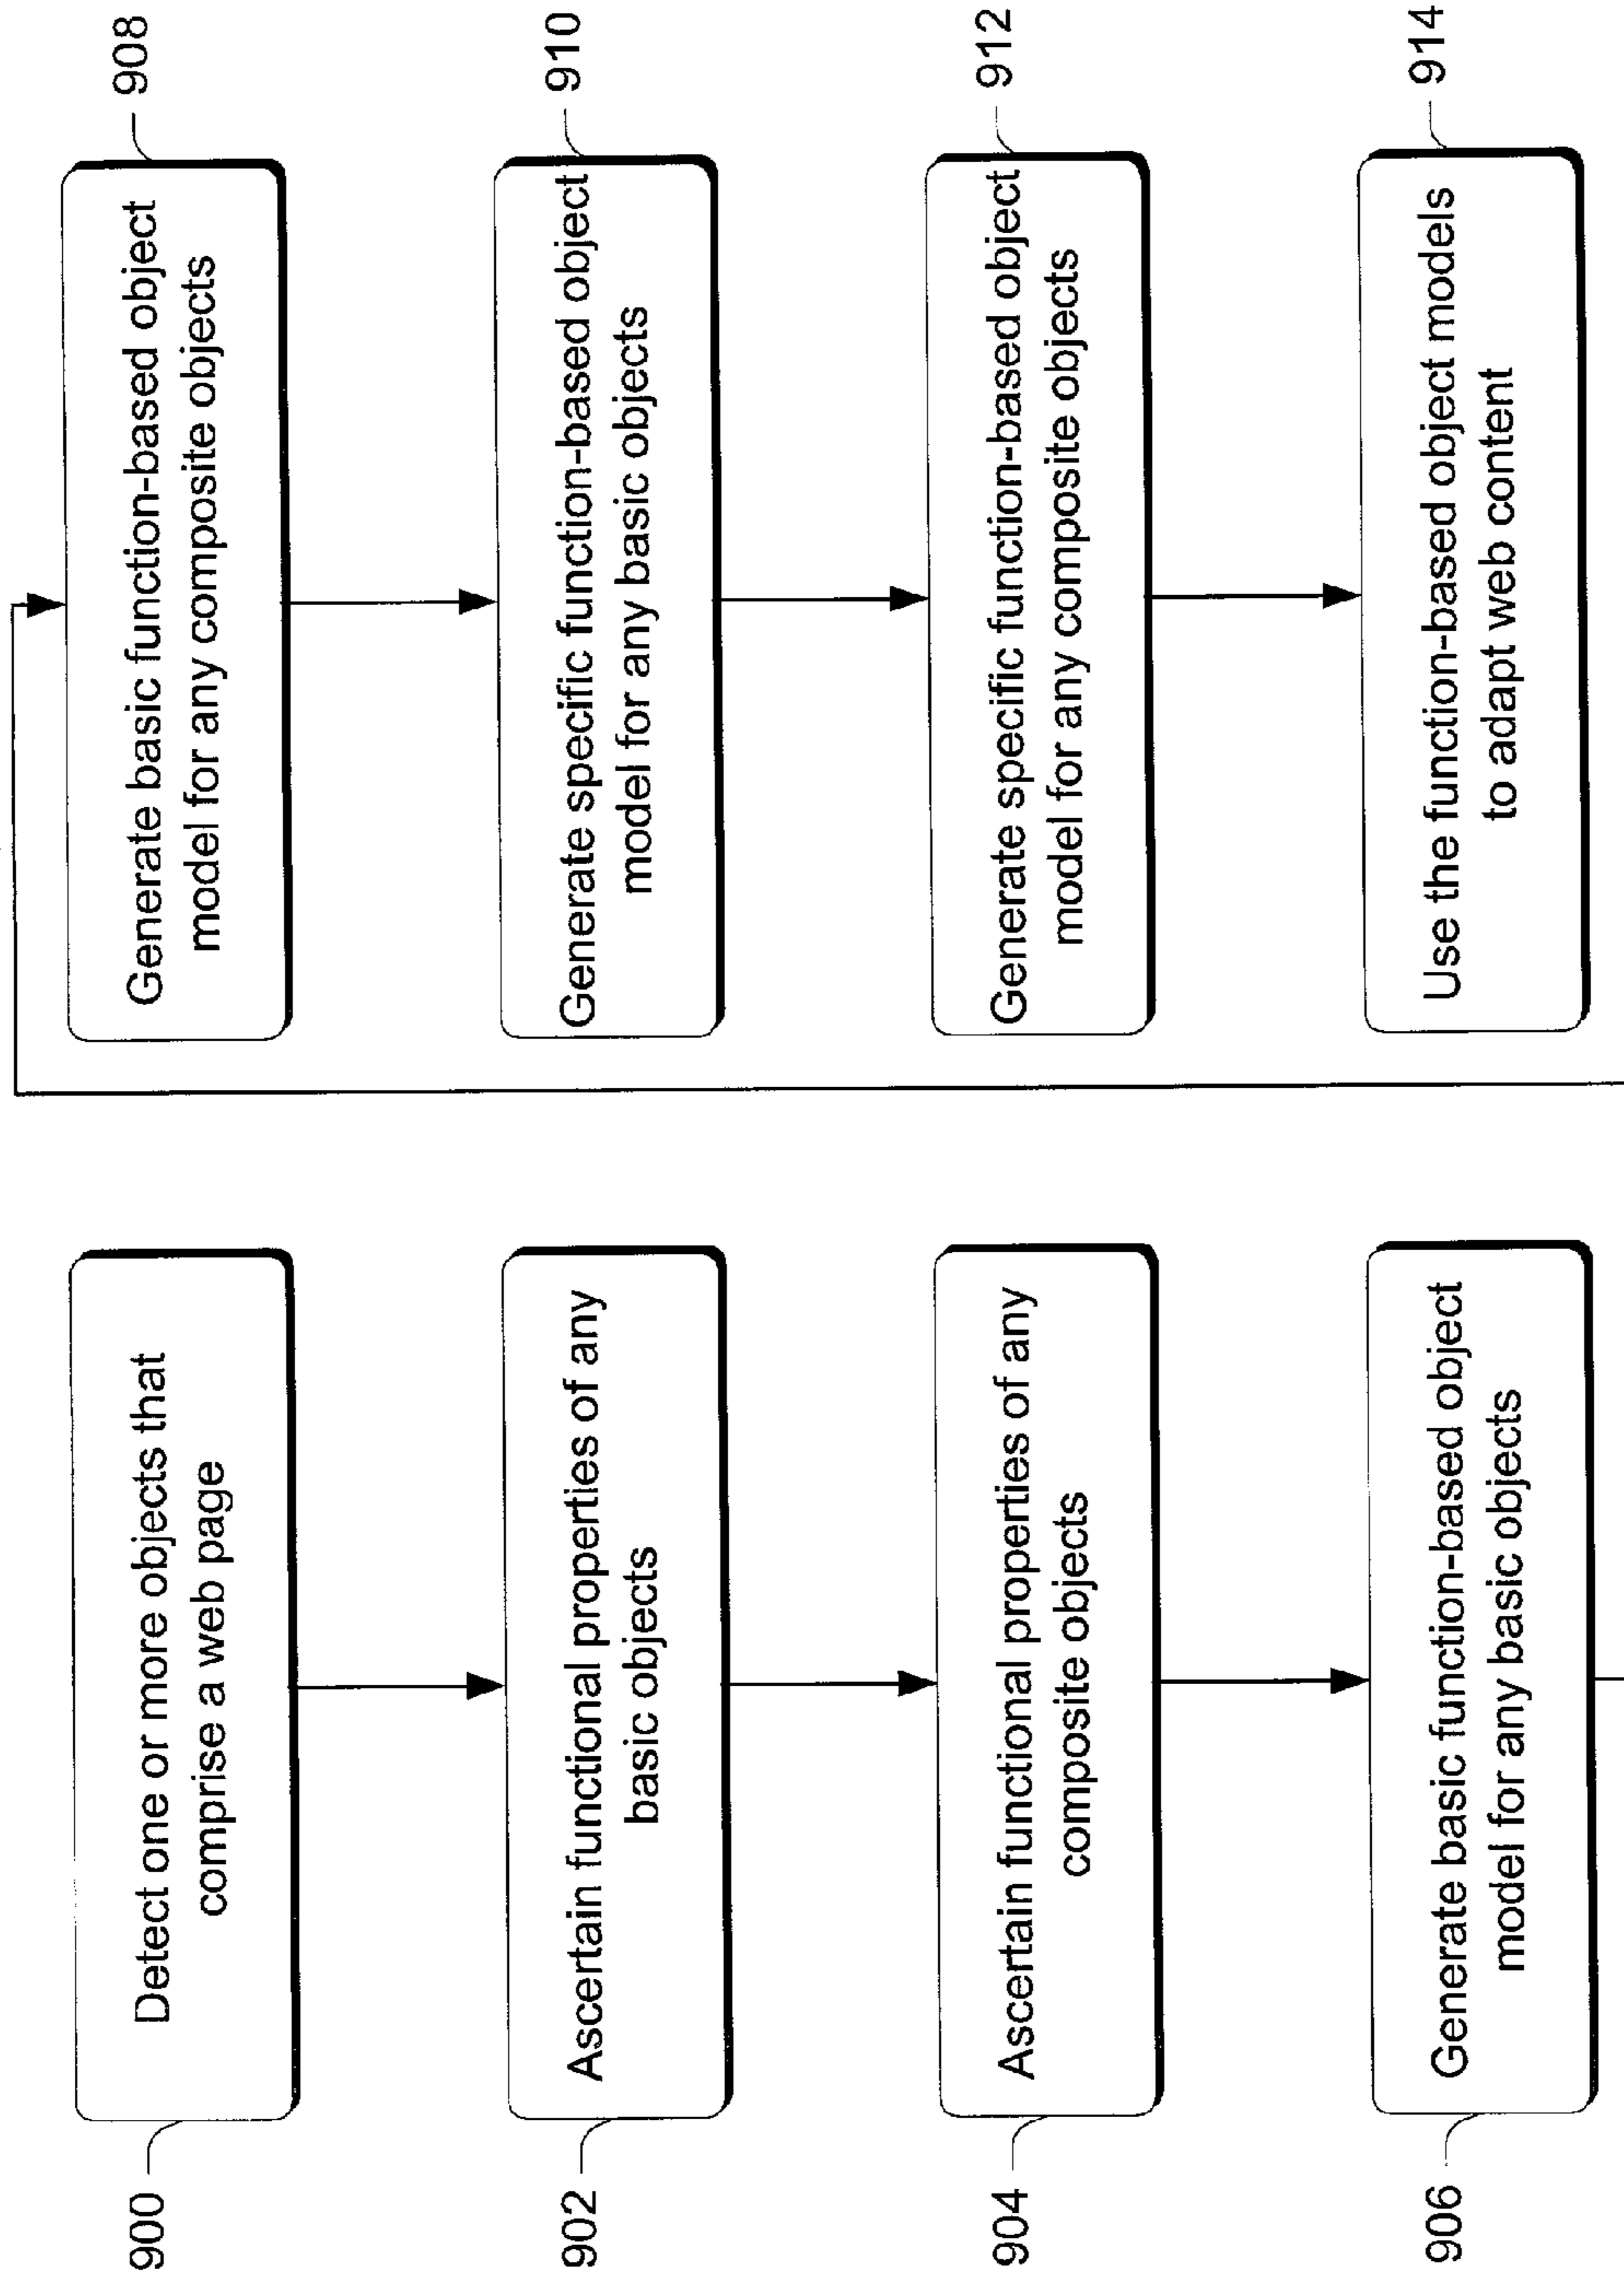 900
Detect one or more objects that
comprise a web page
902
Ascertain functional properties of any
basic objects
904
Ascertain functional properties of any
composite objects
906
Generate basic function-based object
model for any basic objects
908
Generate basic function-based object
model for any composite objects
910
Generate specific function-based object
model for any basic objects
912
Generate specific function-based object
model for any composite objects
914
Use the function-based object models
to adapt web content